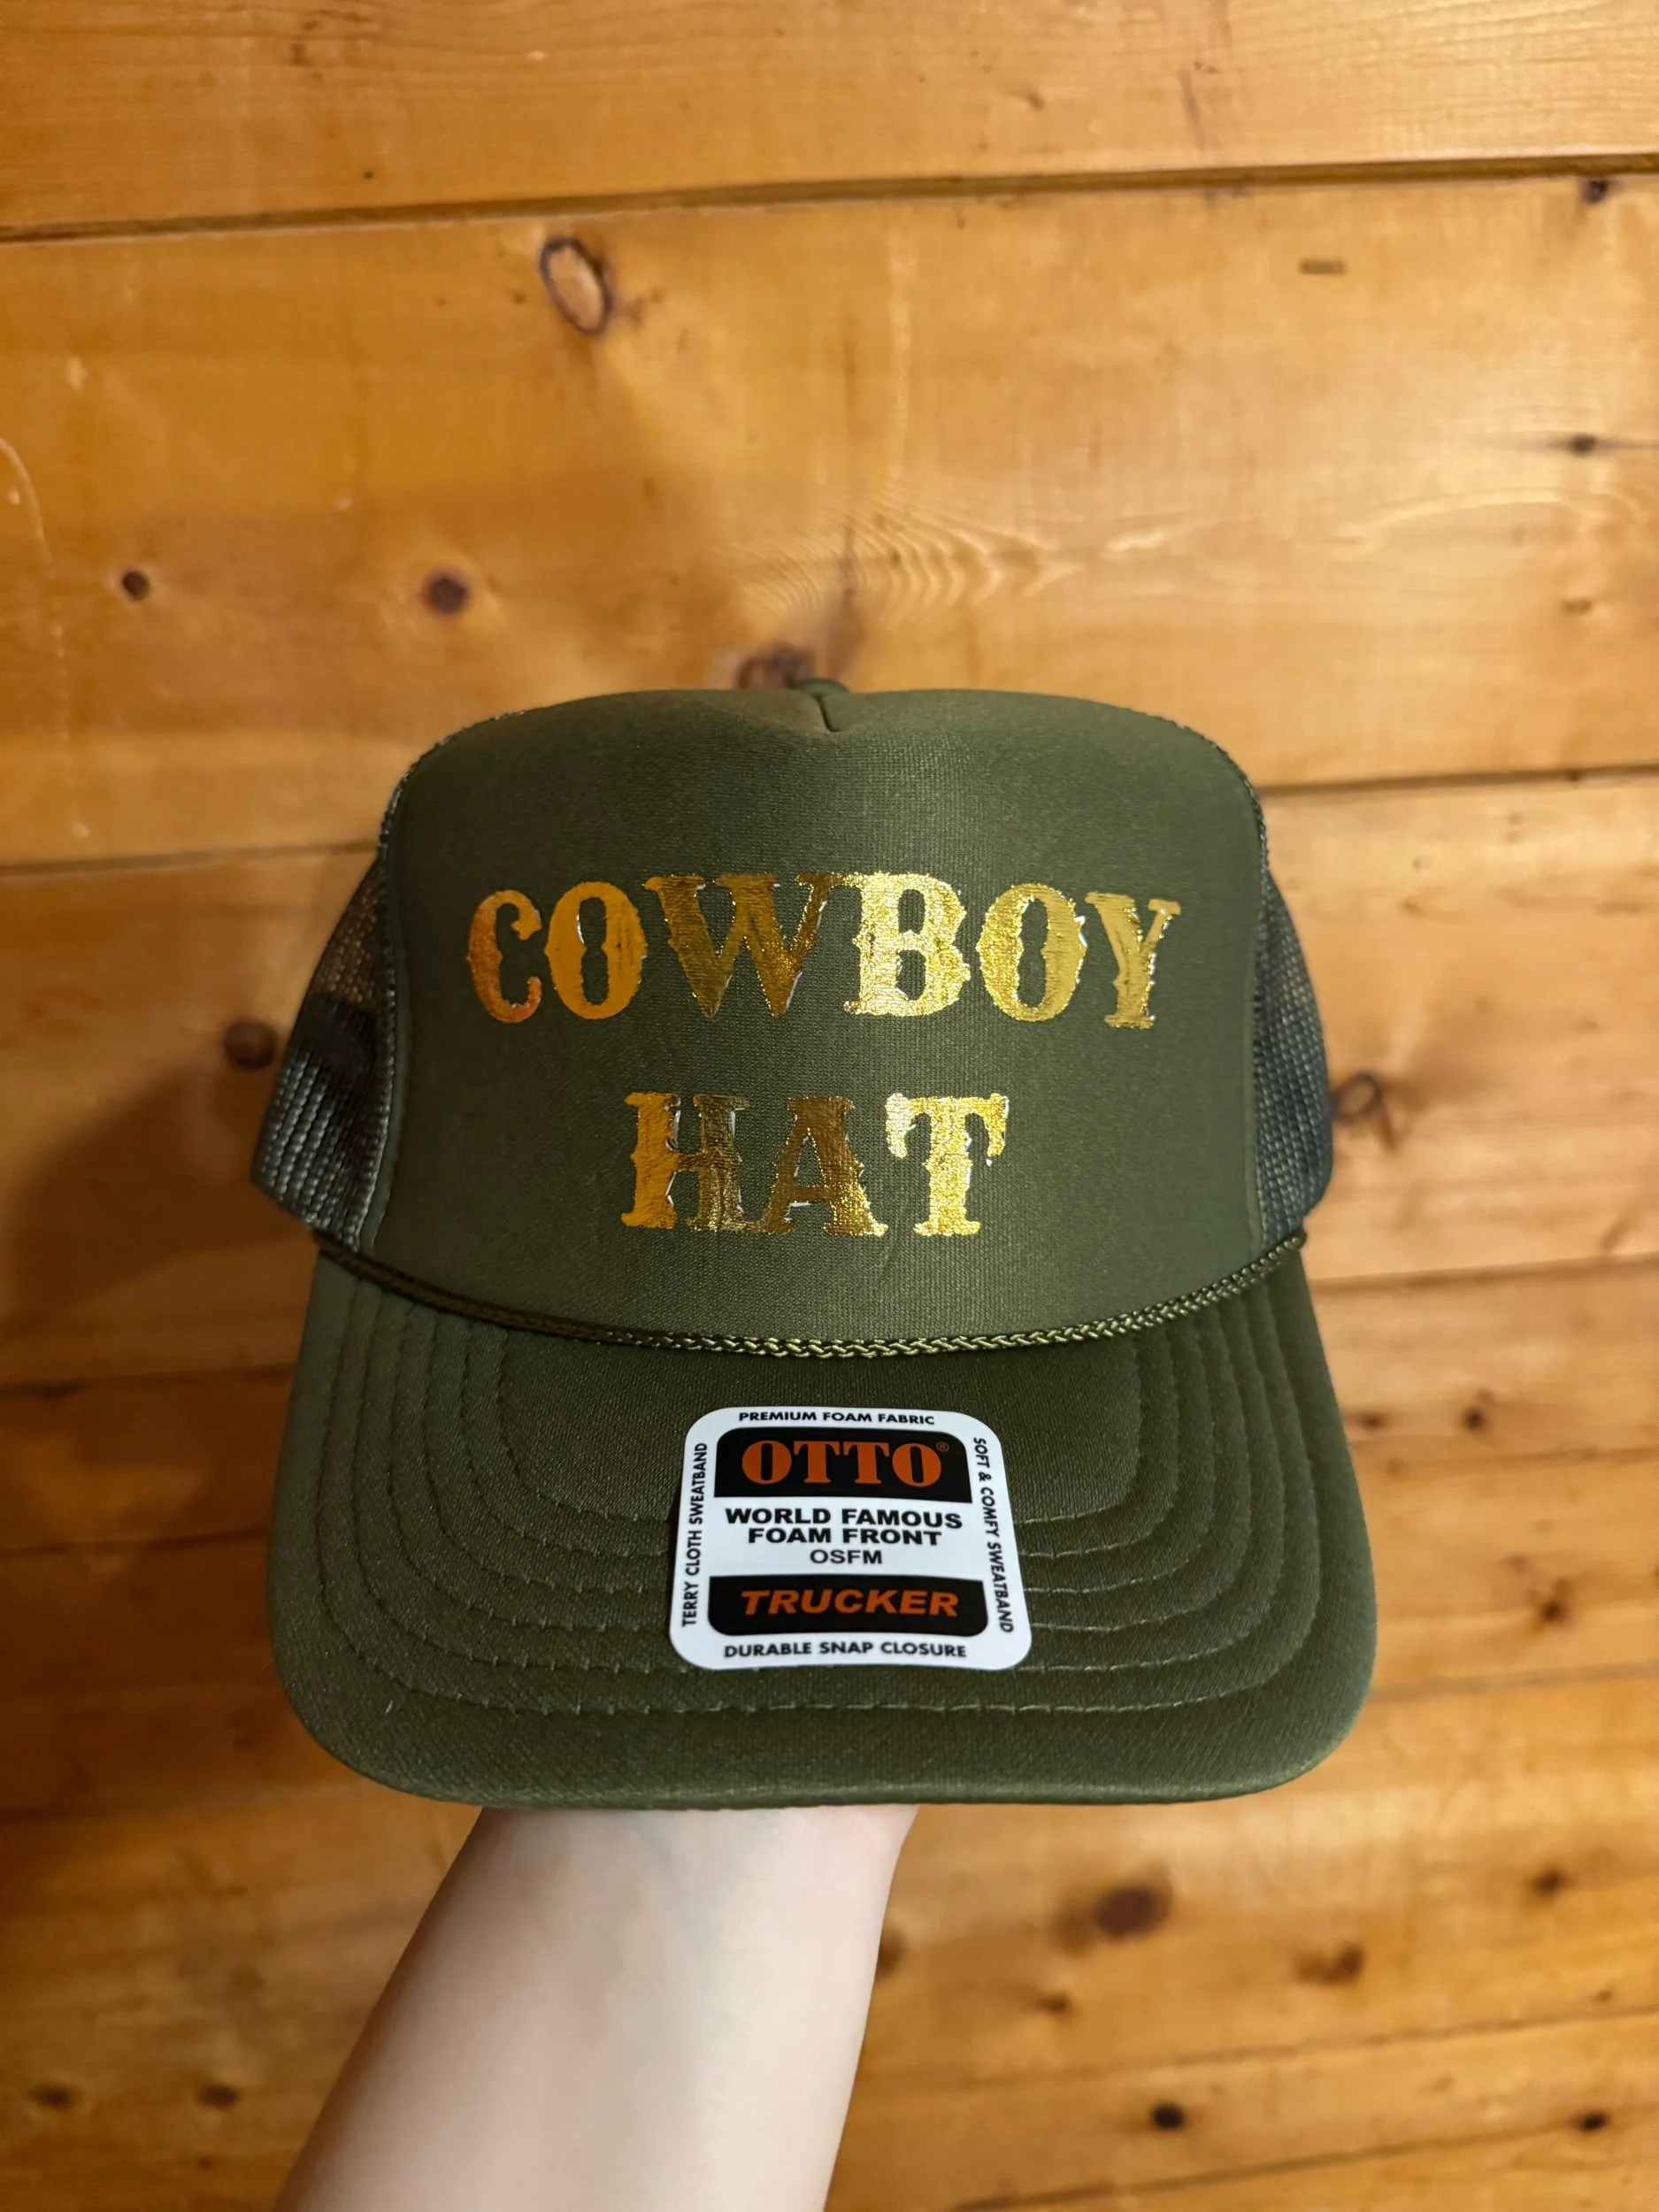 COWBOY
HAT
PREMIUM FOAM FABRIC
OTTO®
WORLD FAMOUS
FOAM FRONT
OSFM
TRUCKER
DURABLE SNAP CLOSURE
TERRY CLOTH SWEATBAND
SOFT & COMFY SWEATBAND